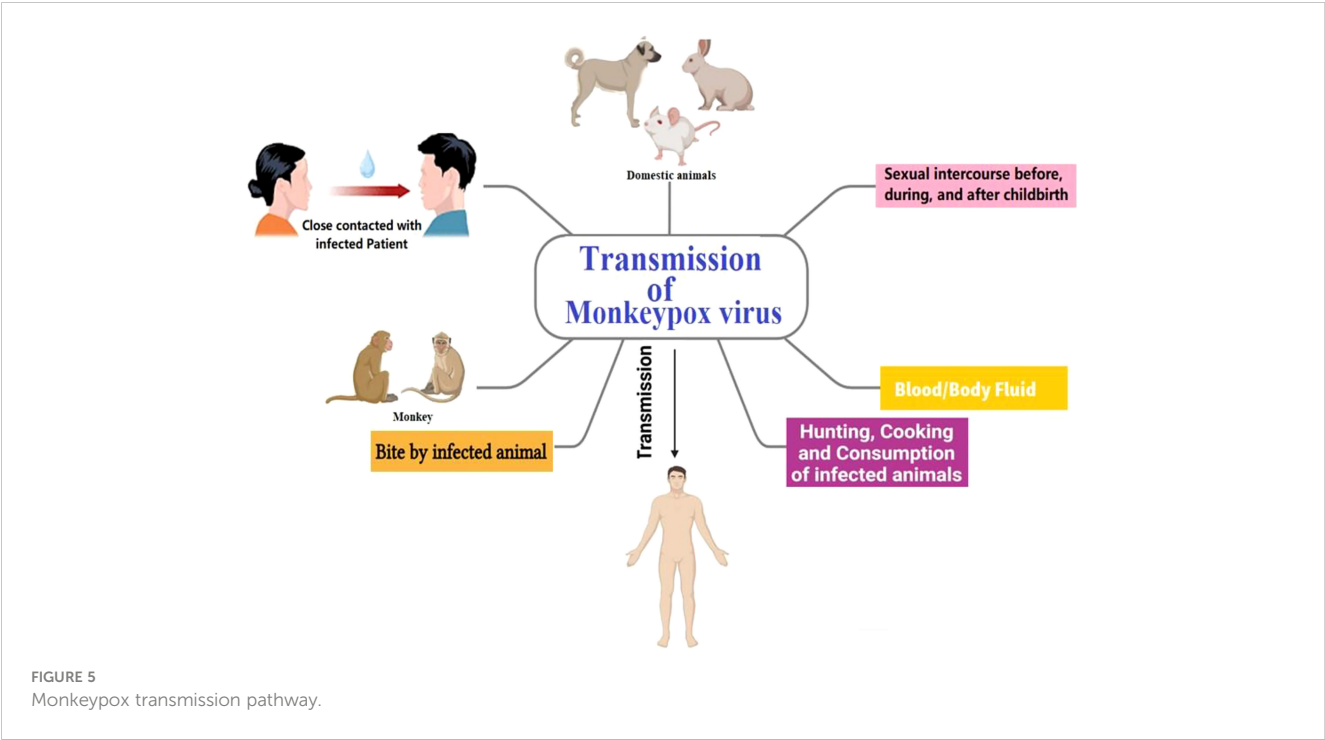 Domestic animals
Close contacted with
infected Patient
Sexual intercourse before,
during, and after childbirth
Transmission
of
Monkeypox virus
Monkey
Bite by infected animal
Transmission
Blood/Body Fluid
Hunting, Cooking
and Consumption
of infected animals
FIGURE 5
Monkeypox transmission pathway.